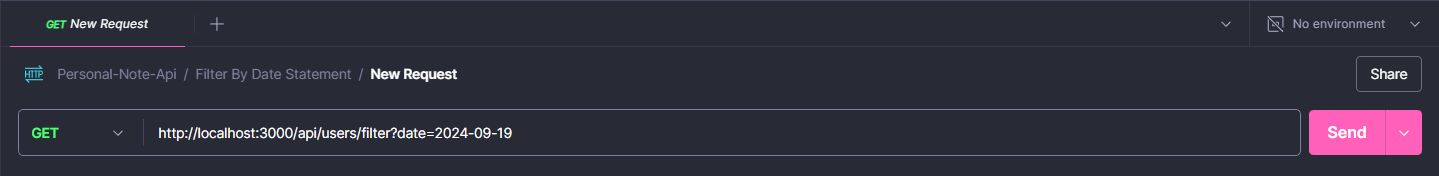 GET New Request
No environment
HTTP Personal-Note-Api / Filter By Date Statement / New Request
Share
GET http://localhost:3000/api/users/filter?date=2024-09-19
Send